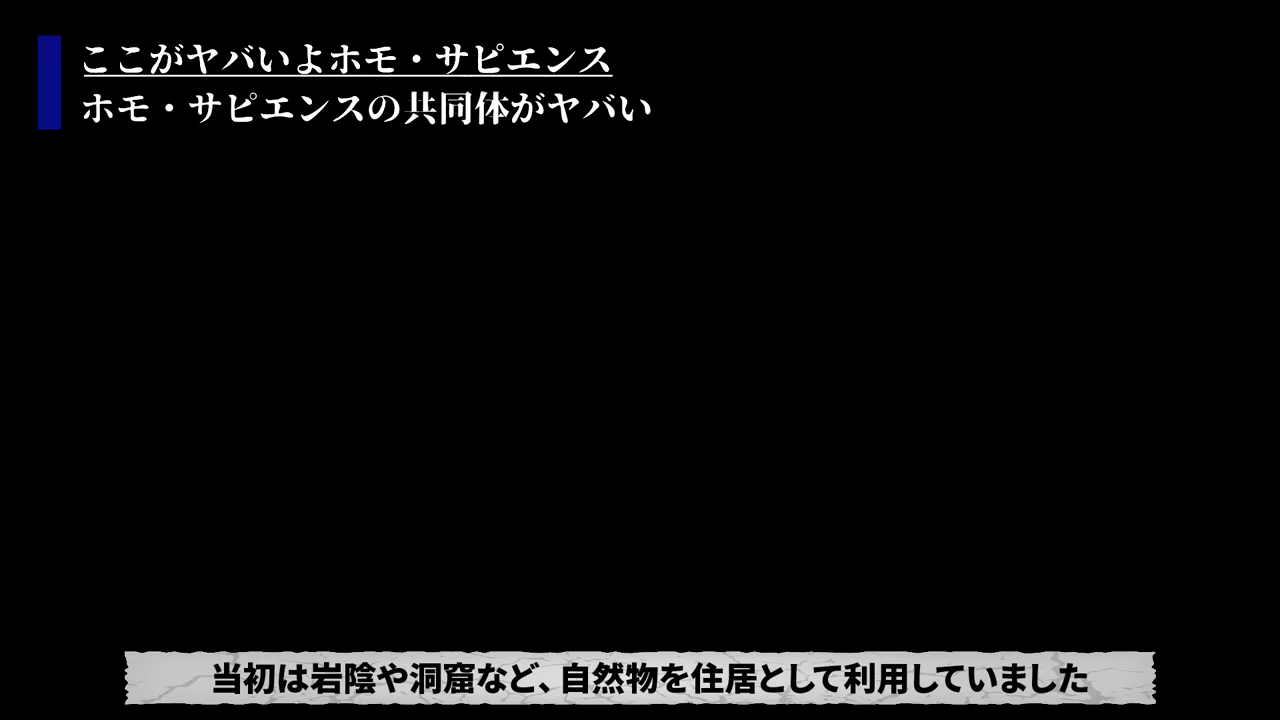 ここがヤバいよホモ・サピエンス
ホモ・サピエンスの共同体がヤバい
当初は岩陰や洞窟など、自然物を住居として利用していました